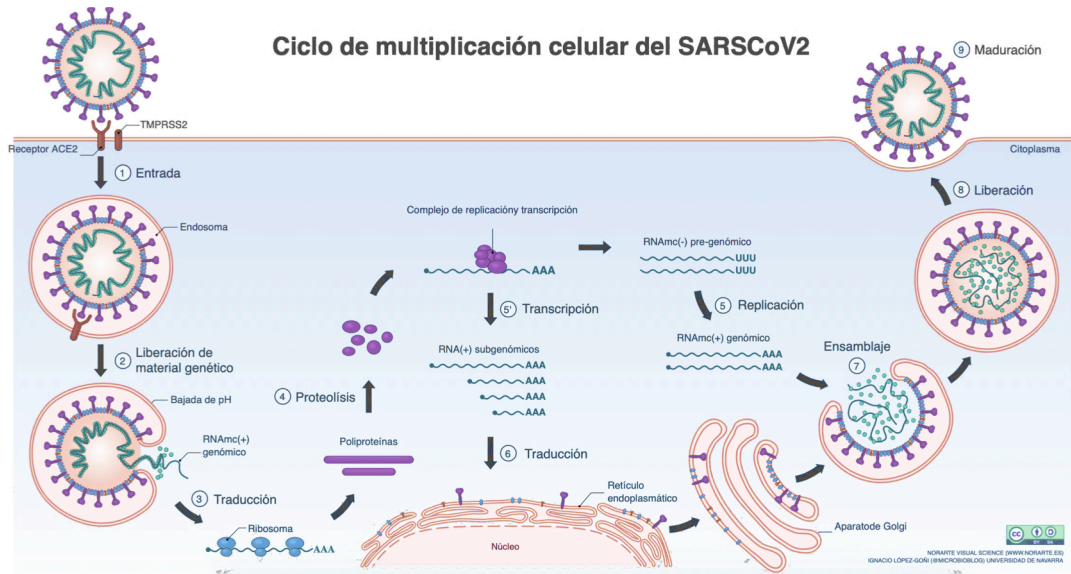 Ciclo de multiplicación celular del SARSCoV2
TMPRSS2
Receptor ACE2
1 Entrada
Endosoma
2 Liberación de
material genético
Bajada de pH
RNAmc(+)
genómico
3 Traducción
Ribosoma
AAA
Poliproteínas
4 Proteolísis
Complejo de replicacióny transcripción
AAA
5' Transcripción
RNA(+) subgenómicos
AAA
AAA
AAA
AAA
6 Traducción
RNAmc(-) pre-genómico
UUU
UUU
5 Replicación
RNAmc(+) genómico
AAA
AAA
Retículo
endoplasmático
Núcleo
Aparatode Golgi
Ensamblaje
7
8 Liberación
9 Maduración
Citoplasma
cc
BY SA
NORARTE VISUAL SCIENCE (WWW.NORARTE.ES)
IGNACIO LÓPEZ-GOÑI (@MICROBIOBLOG) UNIVERSIDAD DE NAVARRA